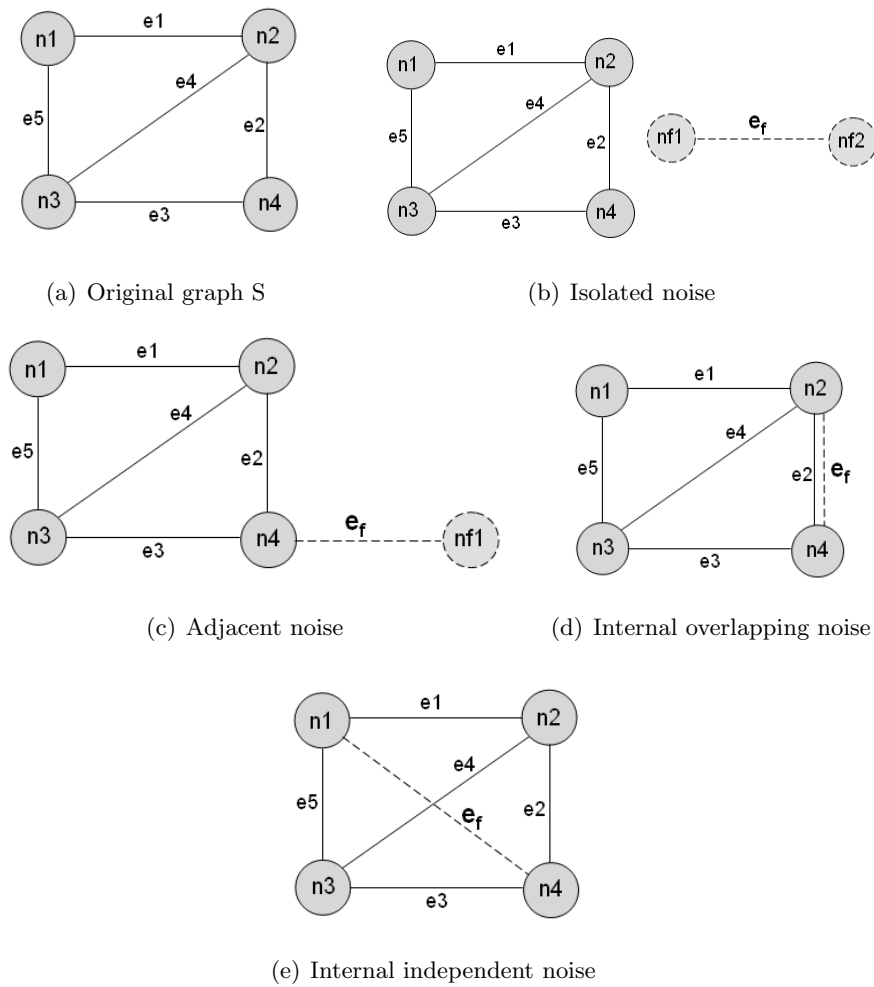 n1 e1 n2
e4
e5 e2
n3 e3 n4
(a) Original graph S
n1 e1 n2
e4
e5 e2
nf1 ef nf2
n3 e3 n4
(b) Isolated noise
n1 e1 n2
e4
e5 e2
n3 e3 n4 ef nf1
(c) Adjacent noise
n1 e1 n2
e4
e5 e2 ef
n3 e3 n4
(d) Internal overlapping noise
n1 e1 n2
e4
e5 ef e2
n3 e3 n4
(e) Internal independent noise